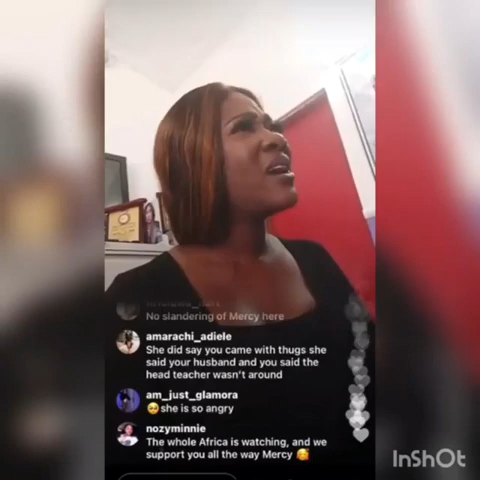 No slandering of Mercy here
amarachi_adiele
She did say you came with thugs she
said your husband and you said the
head teacher wasn't around
am_just_glamora
🥺she is so angry
nozyminnie
The whole Africa is watching, and we
support you all the way Mercy 🥰
InShOt